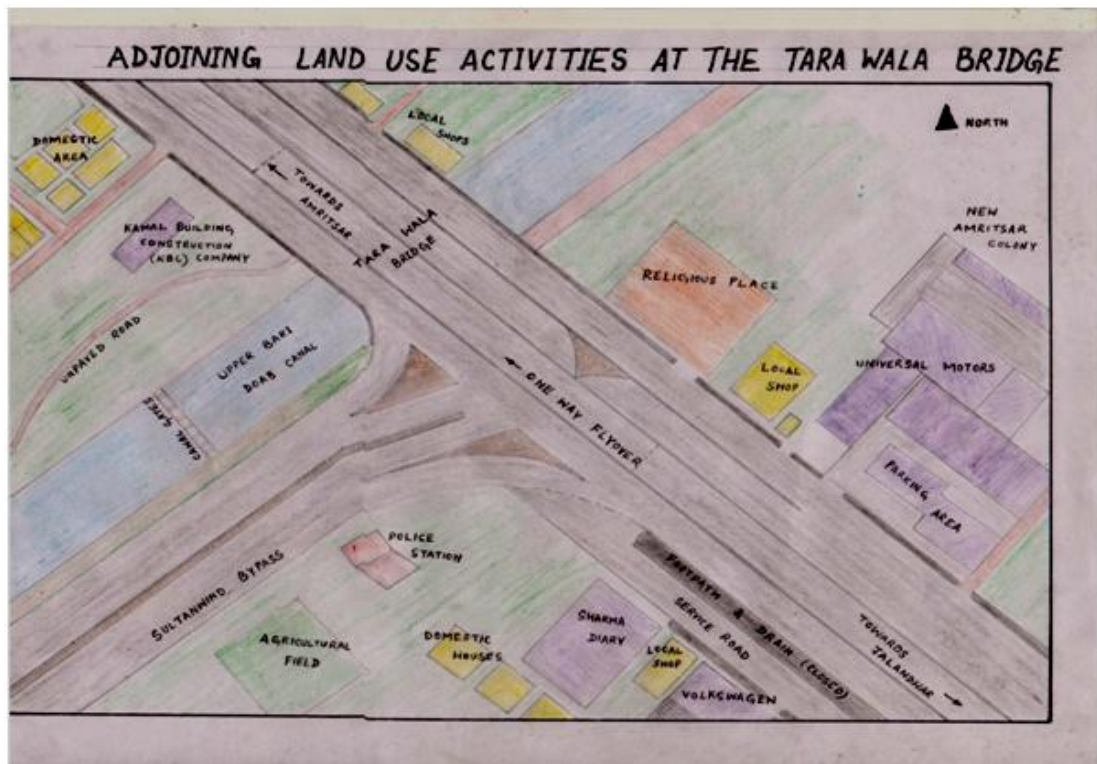 ADJOINING LAND USE ACTIVITIES AT THE TARA WALA BRIDGE
NORTH
LOCAL
SHOPS
DOMESTIC
AREA
TOWARDS
AMRITSAR
TARA WALA
BRIDGE
KAMAL BUILDING
CONSTRUCTION
(KBC) COMPANY
NEW
AMRITSAR
COLONY
RELIGIOUS PLACE
UNPAVED ROAD
UPPER BARI
DOAB CANAL
CANAL GATES
ONE WAY FLYOVER
LOCAL
SHOP
UNIVERSAL MOTORS
PARKING
AREA
POLICE
STATION
SULTANWIND BYPASS
AGRICULTURAL
FIELD
DOMESTIC
HOUSES
SHARMA
DIARY
LOCAL
SHOP
VOLKSWAGEN
FOOTPATH & DRAIN (CLOSED)
SERVICE ROAD
TOWARDS
JALANDHAR